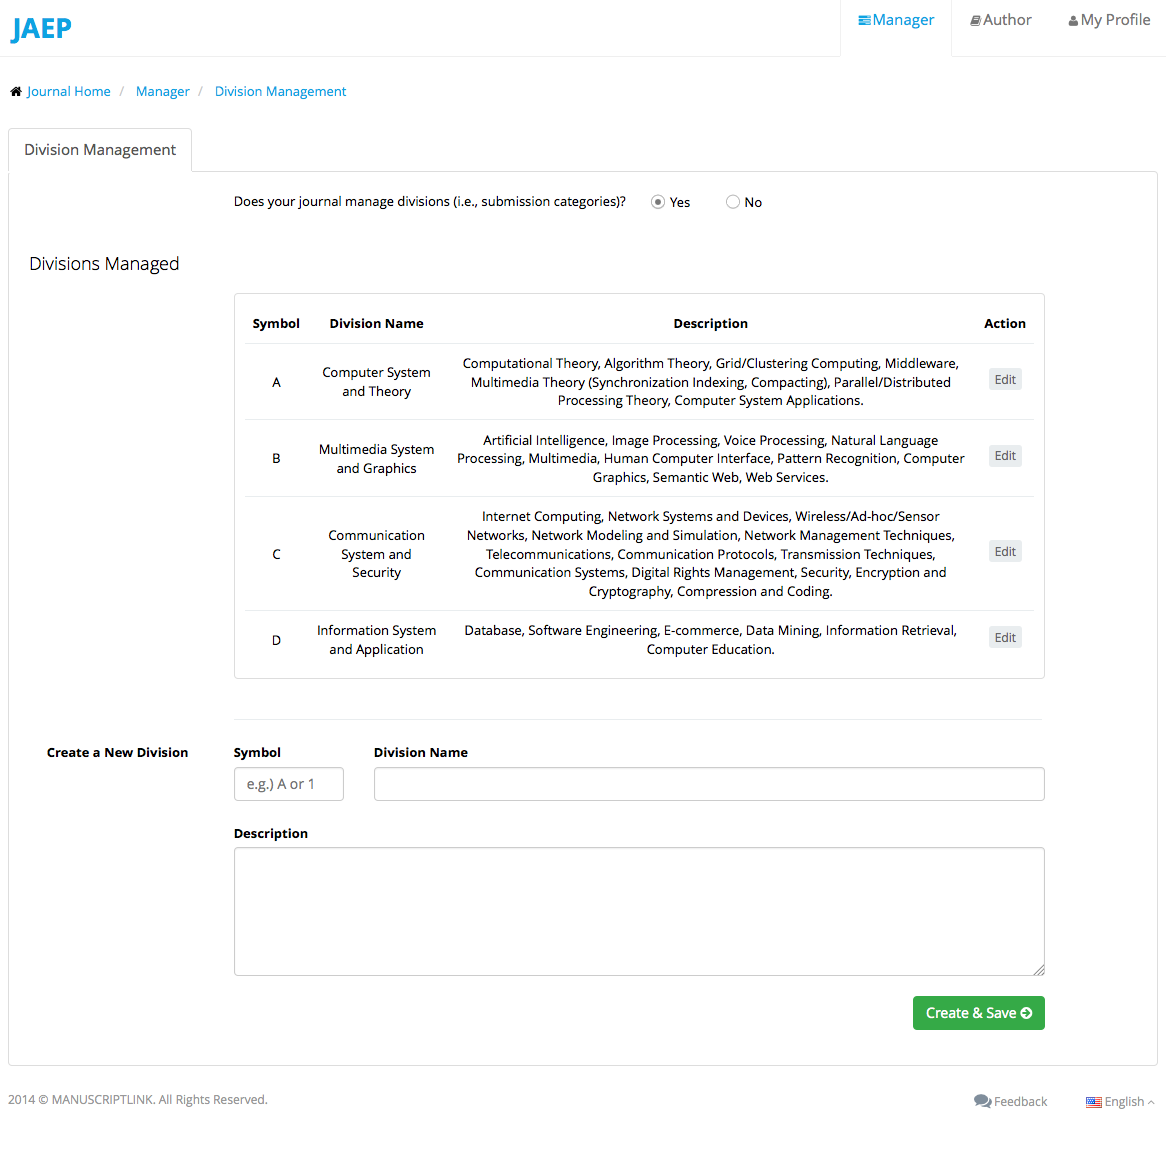 JAEP
Manager
Author
My Profile
Journal Home / Manager / Division Management
Division Management
Does your journal manage divisions (i.e., submission categories)? Yes No
Divisions Managed
Symbol Division Name Description Action
A
Computer System
and Theory
Computational Theory, Algorithm Theory, Grid/Clustering Computing, Middleware,
Multimedia Theory (Synchronization Indexing, Compacting), Parallel/Distributed
Processing Theory, Computer System Applications.
Edit
B
Multimedia System
and Graphics
Artificial Intelligence, Image Processing, Voice Processing, Natural Language
Processing, Multimedia, Human Computer Interface, Pattern Recognition, Computer
Graphics, Semantic Web, Web Services.
Edit
C
Communication
System and
Security
Internet Computing, Network Systems and Devices, Wireless/Ad-hoc/Sensor
Networks, Network Modeling and Simulation, Network Management Techniques,
Telecommunications, Communication Protocols, Transmission Techniques,
Communication Systems, Digital Rights Management, Security, Encryption and
Cryptography, Compression and Coding.
Edit
D
Information System
and Application
Database, Software Engineering, E-commerce, Data Mining, Information Retrieval,
Computer Education.
Edit
Create a New Division
Symbol
Division Name
e.g.) A or 1
Description
Create & Save
2014 © MANUSCRIPTLINK. All Rights Reserved.
Feedback
English